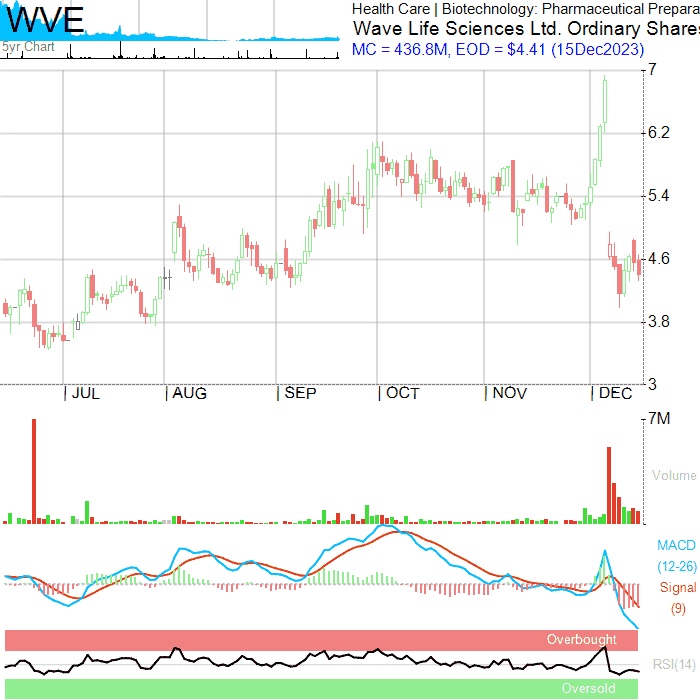 WVE
5yr Chart
Health Care | Biotechnology: Pharmaceutical Prepara
Wave Life Sciences Ltd. Ordinary Shares
MC = 436.8M, EOD = $4.41 (15Dec2023)
7
6.2
5.4
4.6
3.8
3
JUL
AUG
SEP
OCT
NOV
DEC
7M
Volume
MACD
(12-26)
Signal
(9)
Overbought
RSI(14)
Oversold